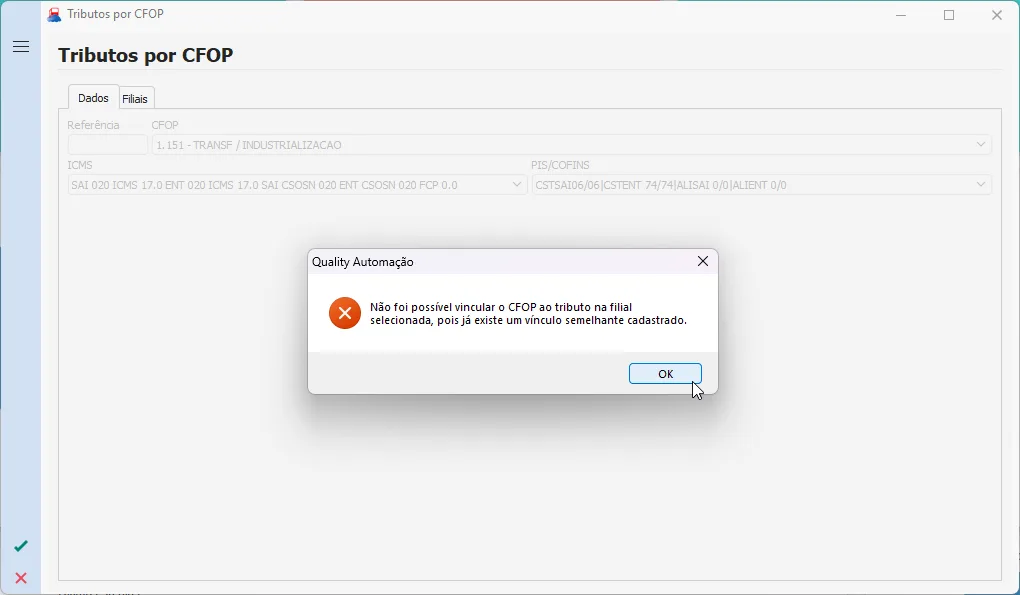 Tributos por CFOP
Tributos por CFOP
Dados Filiais
Referência CFOP
1.151 - TRANSF / INDUSTRIALIZACAO
ICMS PIS/COFINS
SAI 020 ICMS 17.0 ENT 020 ICMS 17.0 SAI CSOSN 020 ENT CSOSN 020 FCP 0.0 CSTSAI06/06|CSTENT 74/74|ALISAI 0/0|ALIENT 0/0
Quality Automação
Não foi possível vincular o CFOP ao tributo na filial
selecionada, pois já existe um vínculo semelhante cadastrado.
OK